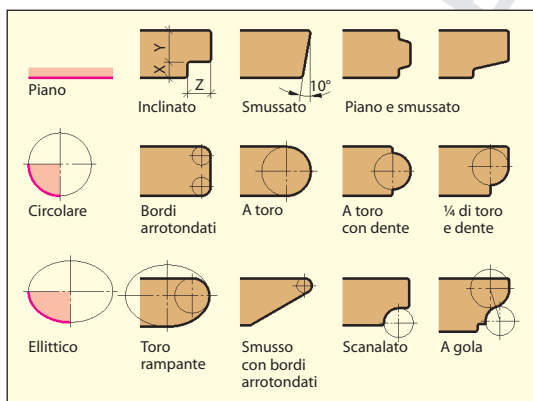 Y
X
Z
10°
Piano
Inclinato
Smussato
Piano e smussato
Circolare
Bordi
arrotondati
A toro
A toro
con dente
¼ di toro
e dente
Ellittico
Toro
rampante
Smusso
con bordi
arrotondati
Scanalato
A gola